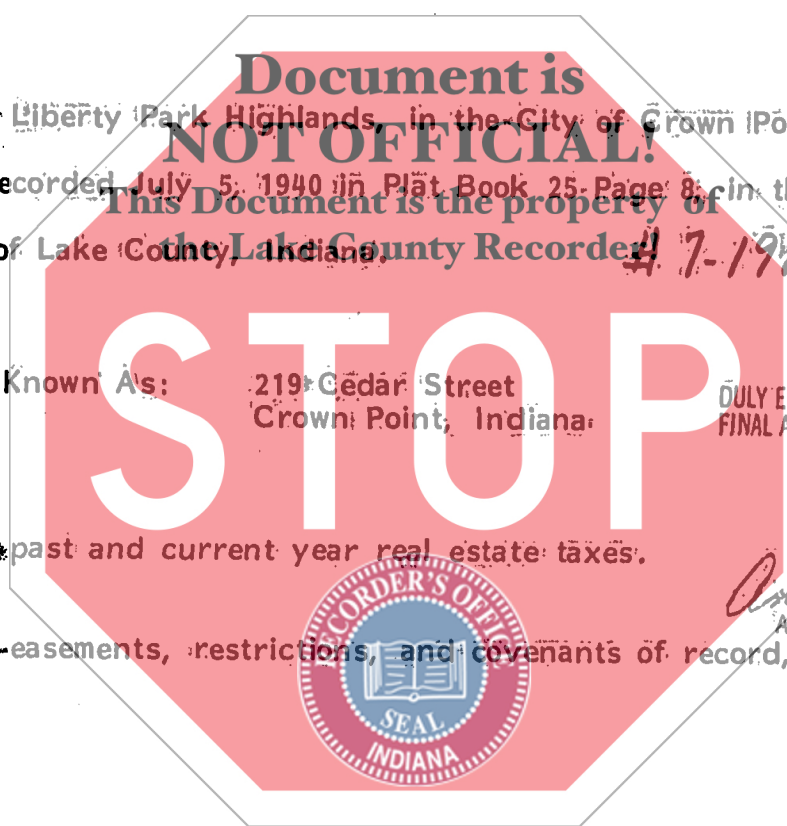 Document is
Liberty Park Highlands, in the City of Crown
NOT OFFICIAL!
ecorded July 5, 1940 in Plat Book 25 Page 8, in
This Document is the property of
of Lake County, Indiana.
the Lake County Recorder!
# 7-19
STOP
Known As: 219 Cedar Street
Crown Point, Indiana
DULY E
FINAL A
past and current year real estate taxes.
easements, restrictions, and covenants of record,
RECORDER'S OFFICE
SEAL
INDIANA